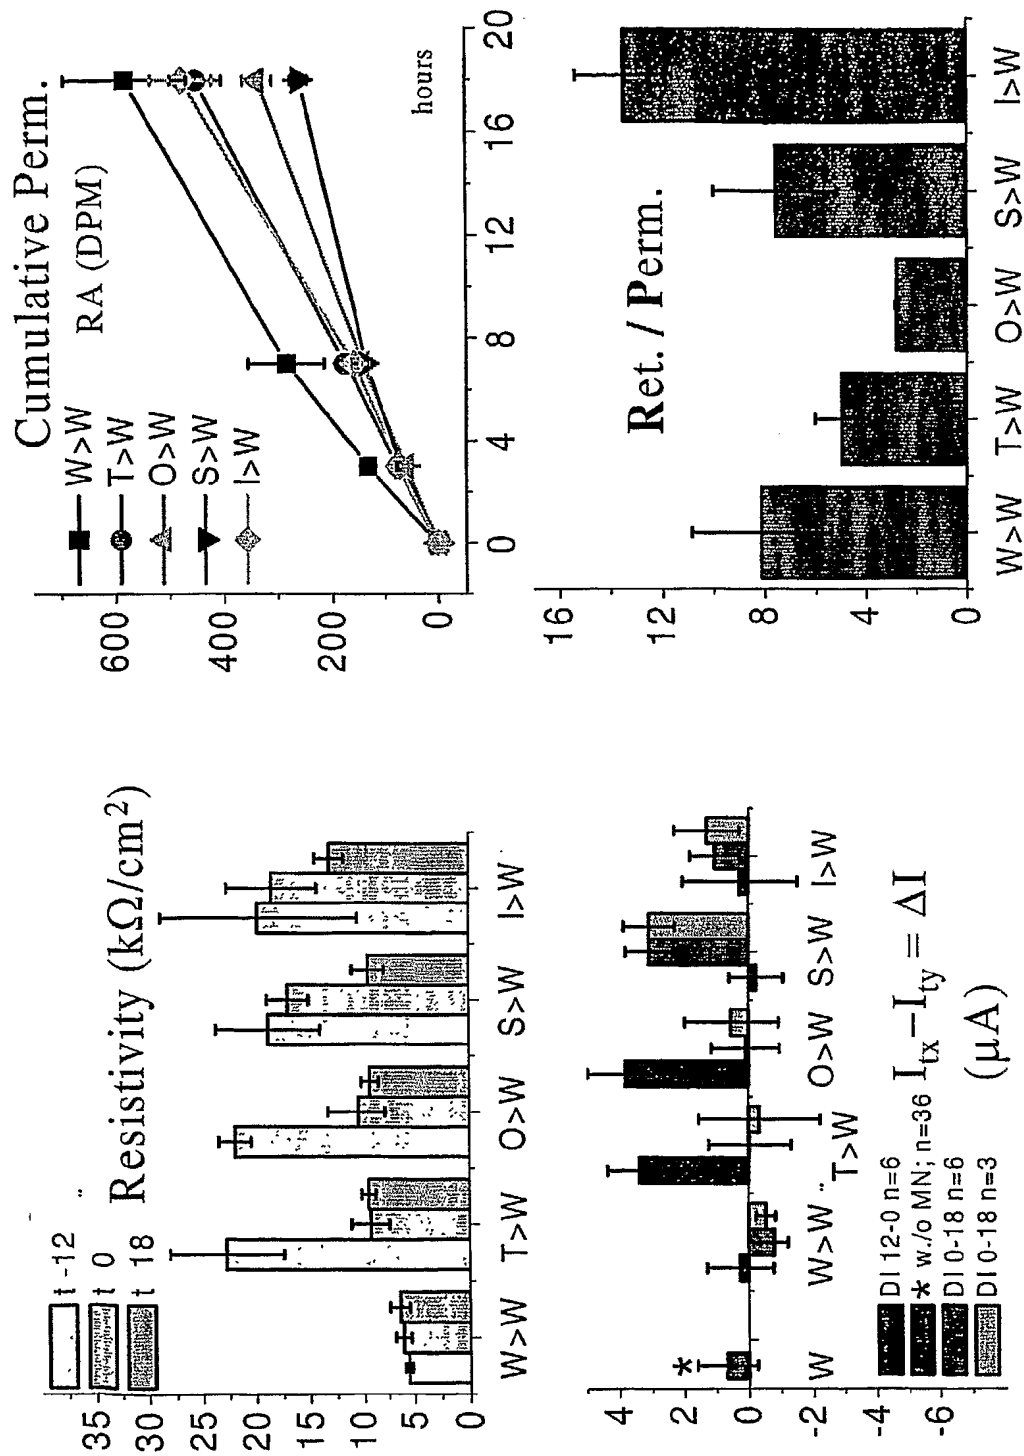 t -12
t 0
t 18
Resistivity (kΩ/cm²)
35
30
25
20
15
10
5
0
W>W
T>W
O>W
S>W
I>W
Cumulative Perm.
RA (DPM)
W>W
T>W
O>W
S>W
I>W
600
400
200
0
0
4
8
12
16
20
hours
4
2
0
-2
-4
-6
*
W
W>W
T>W
O>W
S>W
I>W
DI 12-0 n=6
* w./o MN; n=36
DI 0-18 n=6
DI 0-18 n=3
Itx-Ity = ΔI
(µA)
Ret. / Perm.
16
12
8
4
0
W>W
T>W
O>W
S>W
I>W